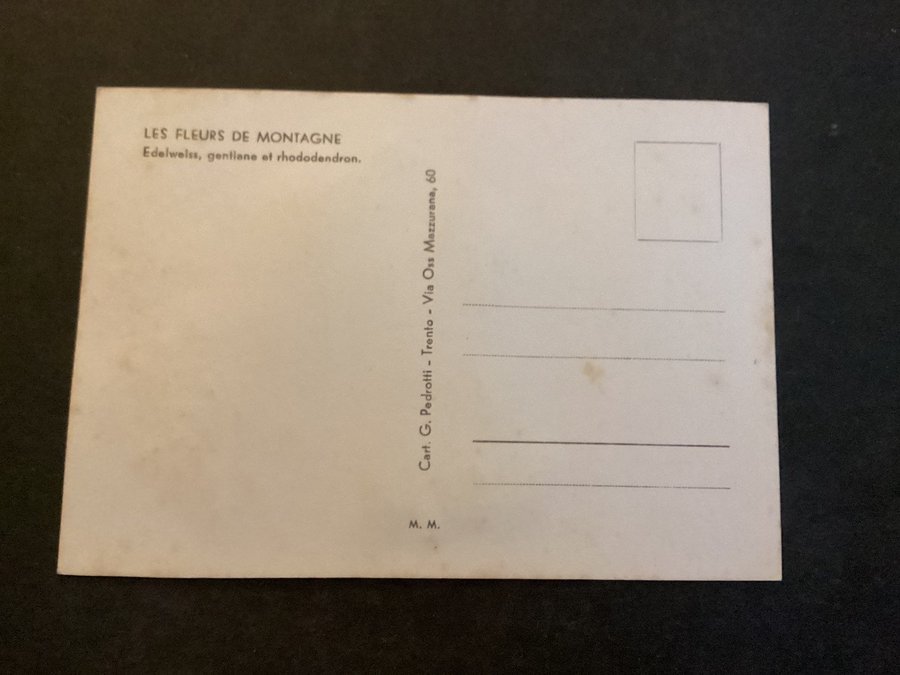 LES FLEURS DE MONTAGNE
Edelweiss, gentiane et rhododendron.
Cart. G. Pedrotti - Trento - Via Oss Mazzurana, 60
M. M.